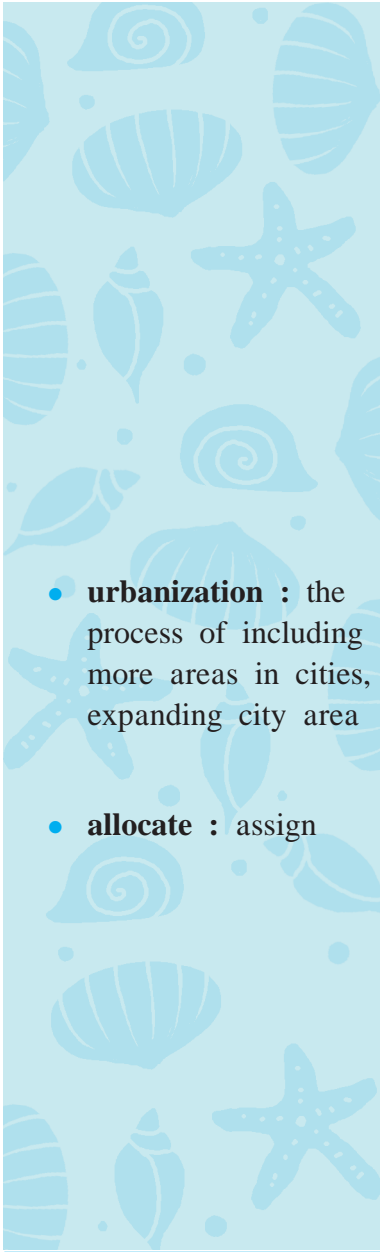 • urbanization : the
process of including
more areas in cities,
expanding city area
• allocate : assign